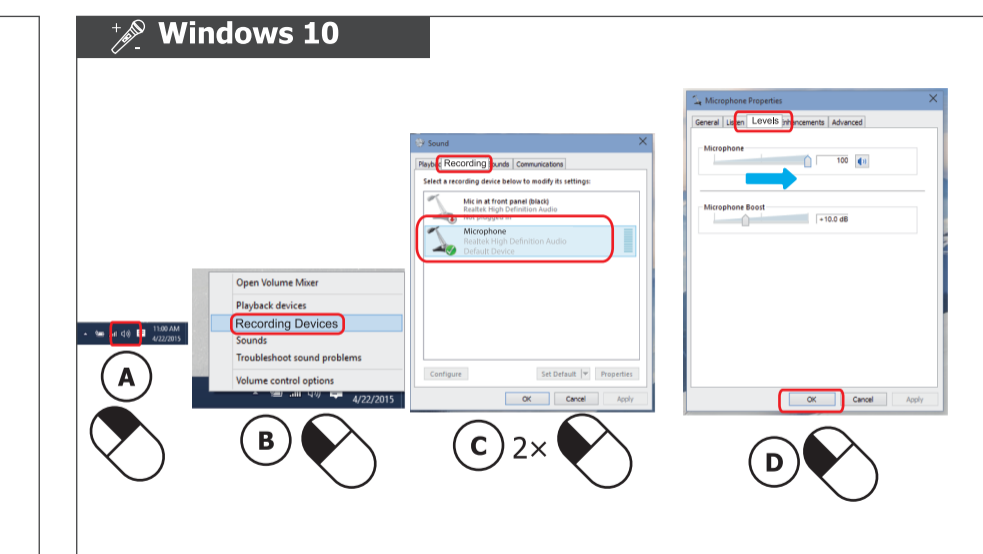 + - Windows 10
11:00 AM
4/22/2015
A
Open Volume Mixer
Playback devices
Recording Devices
Sounds
Troubleshoot sound problems
Volume control options
4/22/2015
B
Sound
Recording Communications
Select a recording device below to modify its settings:
Mic in at front panel (black)
Realtek High Definition Audio
Not plugged in
Microphone
Realtek High Definition Audio
Default Device
Configure Set Default Properties
OK Cancel Apply
C 2×
Microphone Properties
General Levels Advanced
Microphone
100
Microphone Boost
+10.0 dB
OK Cancel Apply
D